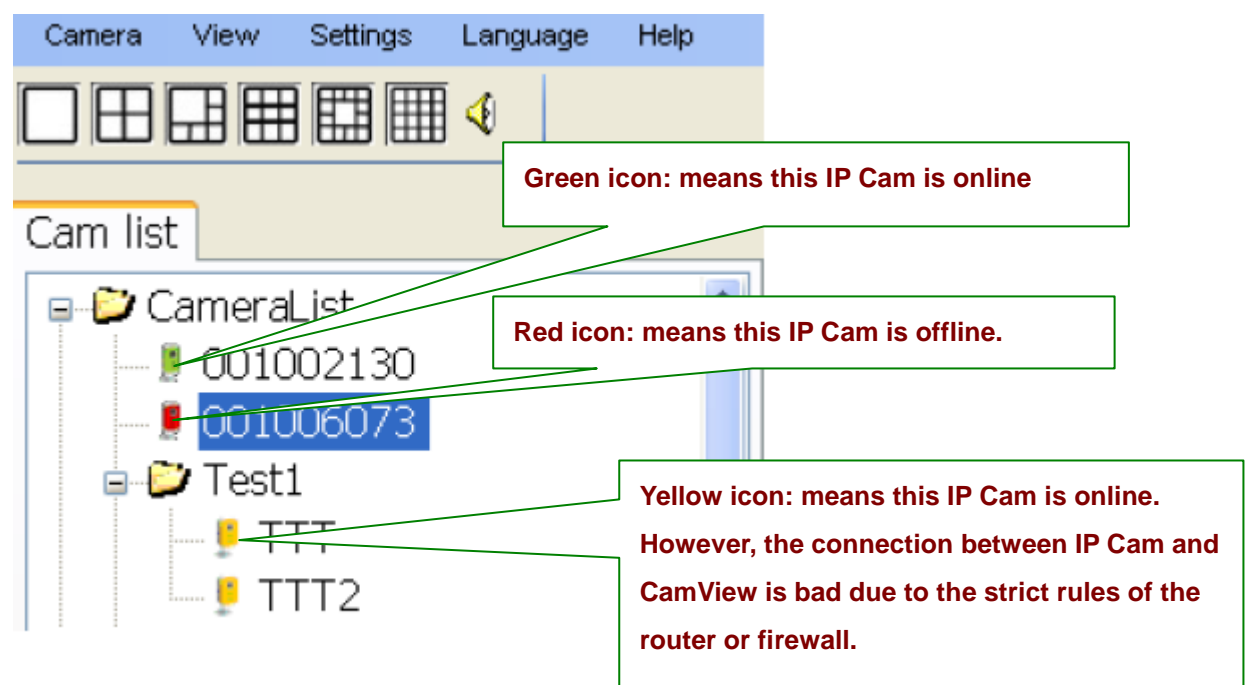 Camera View Settings Language Help
Green icon: means this IP Cam is online
Cam list
CameraList
Red icon: means this IP Cam is offline.
001002130
001006073
Test1
Yellow icon: means this IP Cam is online.
However, the connection between IP Cam and
CamView is bad due to the strict rules of the
router or firewall.
TTT
TTT2